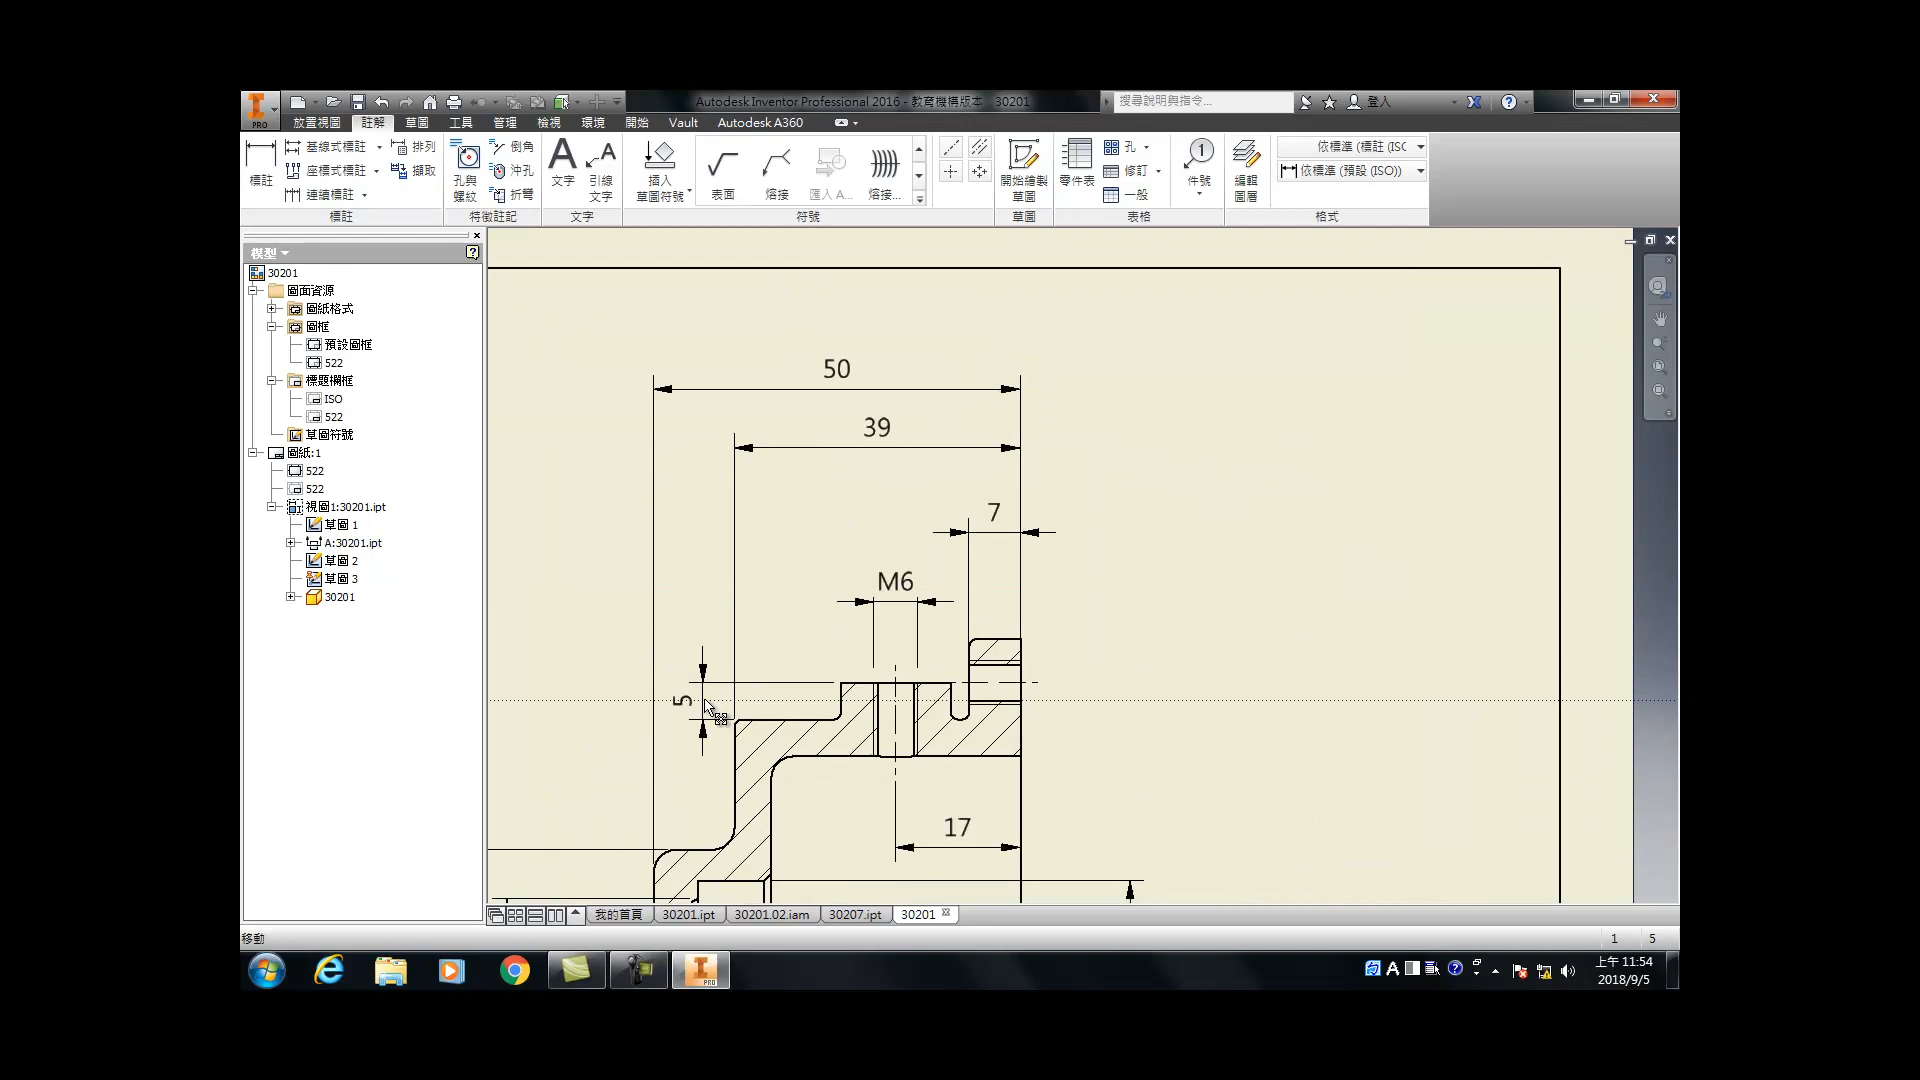 Autodesk Inventor Professional 2016 - 教育機構版本 30201
搜尋說明與指令...
登入
PRO
放置視圖 註解 草圖 工具 管理 檢視 環境 開始 Vault Autodesk A360
標註
基線式標註
座標式標註
連續標註
排列
擷取
標註
孔與
螺紋
倒角
沖孔
折彎
特徵註記
文字
引線
文字
文字
插入
草圖符號
表面
熔接
匯入 A...
熔接...
符號
開始繪製
草圖
草圖
零件表
孔
修訂
一般
表格
1
件號
編輯
圖層
依標準 (標註 (ISC
依標準 (預設 (ISO))
格式
模型
30201
圖面資源
圖紙格式
圖框
預設圖框
522
標題欄框
ISO
522
草圖符號
圖紙:1
522
522
視圖1:30201.ipt
草圖 1
A:30201.ipt
草圖 2
草圖 3
30201
50
39
7
M6
5
17
我的首頁 30201.ipt 30201.02.iam 30207.ipt 30201
移動
1 5
PRO
A
上午 11:54
2018/9/5